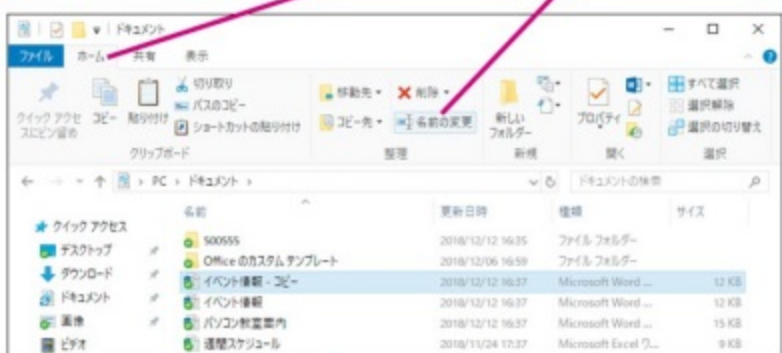 ドキュメント
ファイル ホーム 共有 表示
クイック アクセスにピン留め
コピー
貼り付け
切り取り
パスのコピー
ショートカットの貼り付け
クリップボード
移動先
削除
コピー先
名前の変更
整理
新しいフォルダー
新規
プロパティ
開く
すべて選択
選択解除
選択の切り替え
選択
PC › ドキュメント ›
ドキュメントの検索
名前 更新日時 種類 サイズ
クイック アクセス
デスクトップ
ダウンロード
ドキュメント
画像
ビデオ
500555 2018/12/12 16:35 ファイル フォルダー
Office のカスタム テンプレート 2018/12/06 16:59 ファイル フォルダー
イベント情報 - コピー 2018/12/12 16:37 Microsoft Word ... 12 KB
イベント情報 2018/12/12 16:37 Microsoft Word ... 12 KB
パソコン教室案内 2018/12/12 16:37 Microsoft Word ... 15 KB
週間スケジュール 2018/11/24 17:37 Microsoft Excel ワ... 9 KB